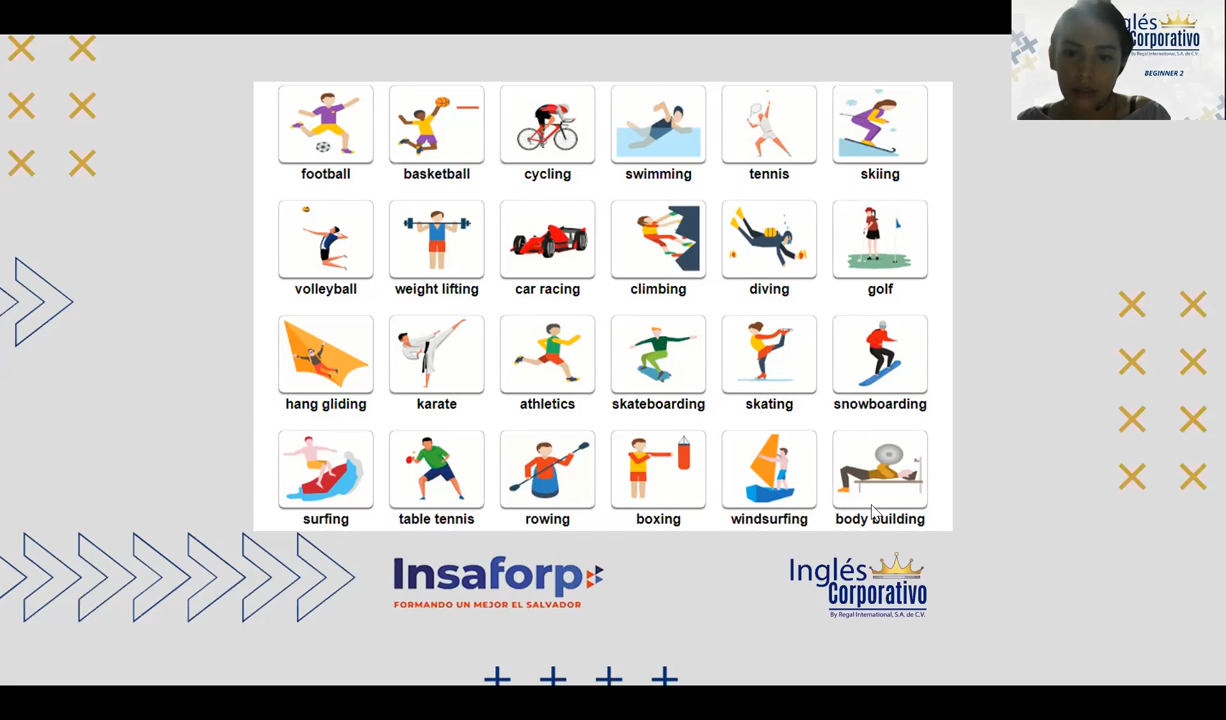 Inglés
Corporativo
By Regal International, S.A. de C.V.
BEGINNER 2
football basketball cycling swimming tennis skiing
volleyball weight lifting car racing climbing diving golf
hang gliding karate athletics skateboarding skating snowboarding
surfing table tennis rowing boxing windsurfing body building
Insaforp
FORMANDO UN MEJOR EL SALVADOR
Inglés
Corporativo
By Regal International, S.A. de C.V.